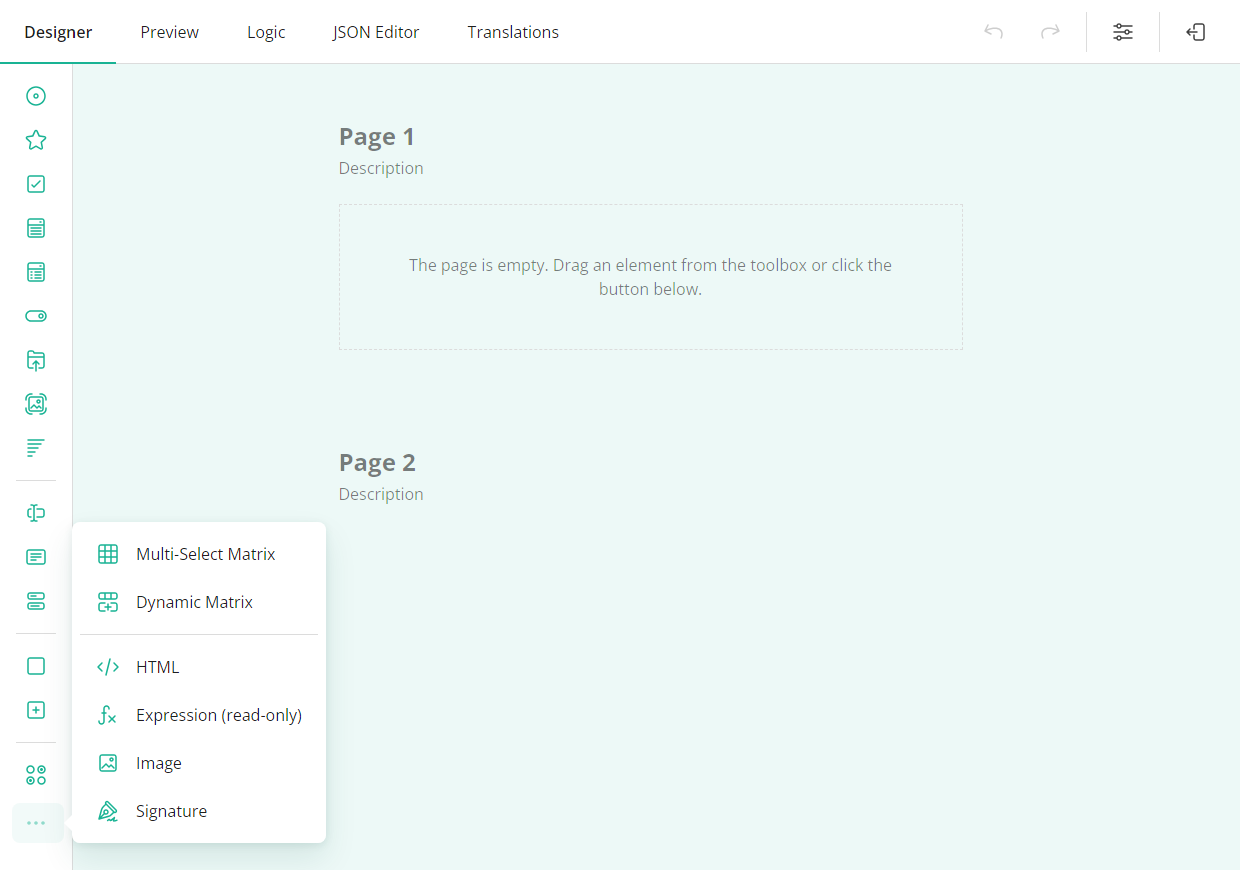 Designer
Preview
Logic
JSON Editor
Translations
Page 1
Description
The page is empty. Drag an element from the toolbox or click the
button below.
Page 2
Description
Multi-Select Matrix
Dynamic Matrix
HTML
Expression (read-only)
Image
Signature